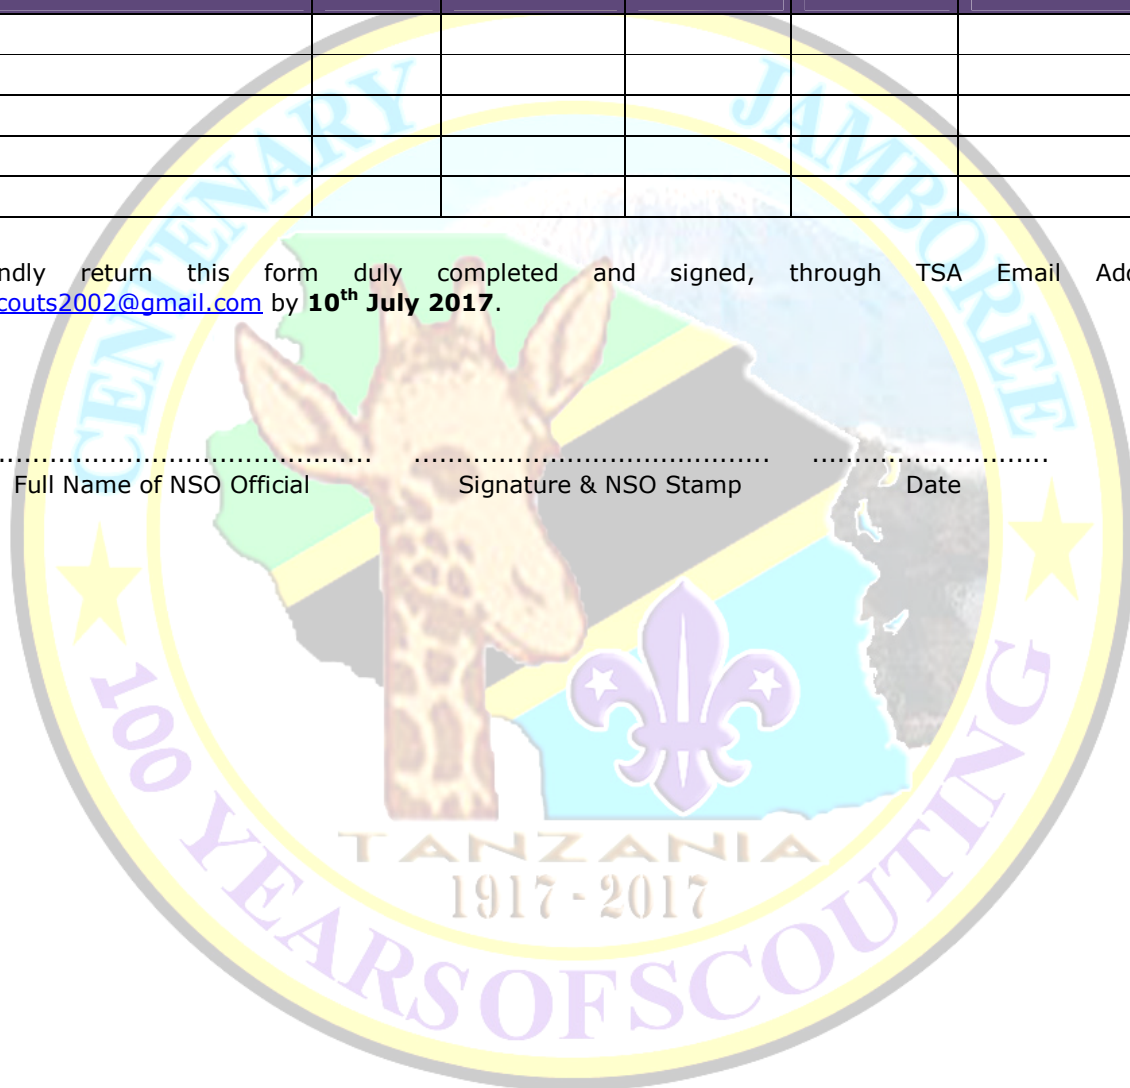 ndly return this form duly completed and signed, through TSA Email Add
couts2002@gmail.com by 10th July 2017.
............................................... ............................................. ..............................
Full Name of NSO Official Signature & NSO Stamp Date
CENTENARY JAMBOREE
TANZANIA
1917 - 2017
100 YEARS OF SCOUTING